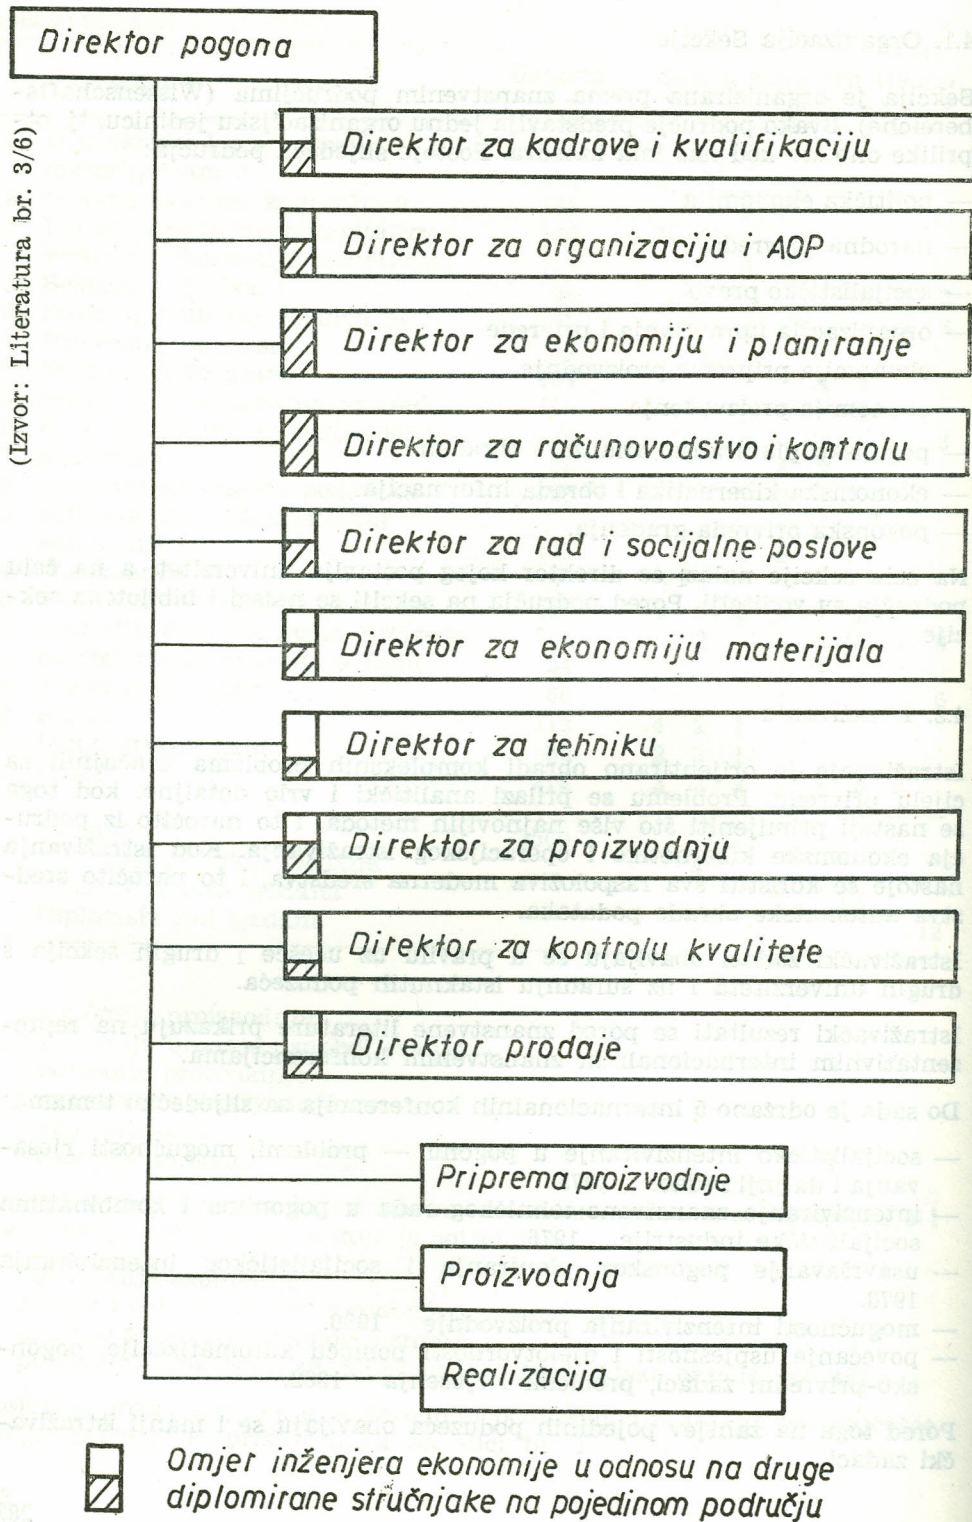 Direktor pogona
(Izvor: Literatura br. 3/6)
Direktor za kadrove kvalifikaciju
Direktor za organizaciju i AOP
Direktor za ekonomiju i planiranje
Direktor za računovodstvo i kontrolu
Direktor za rad i socijalne poslove
Direktor za ekonomiju materijala
Direktor za tehniku
Direktor za proizvodnju
Direktor za kontrolu kvalitete
Direktor prodaje
Priprema proizvodnje
Proizvodnja
Realizacija
Omjer inženjera ekonomije u odnosu na druge
diplomirane stručnjake na pojedinom području